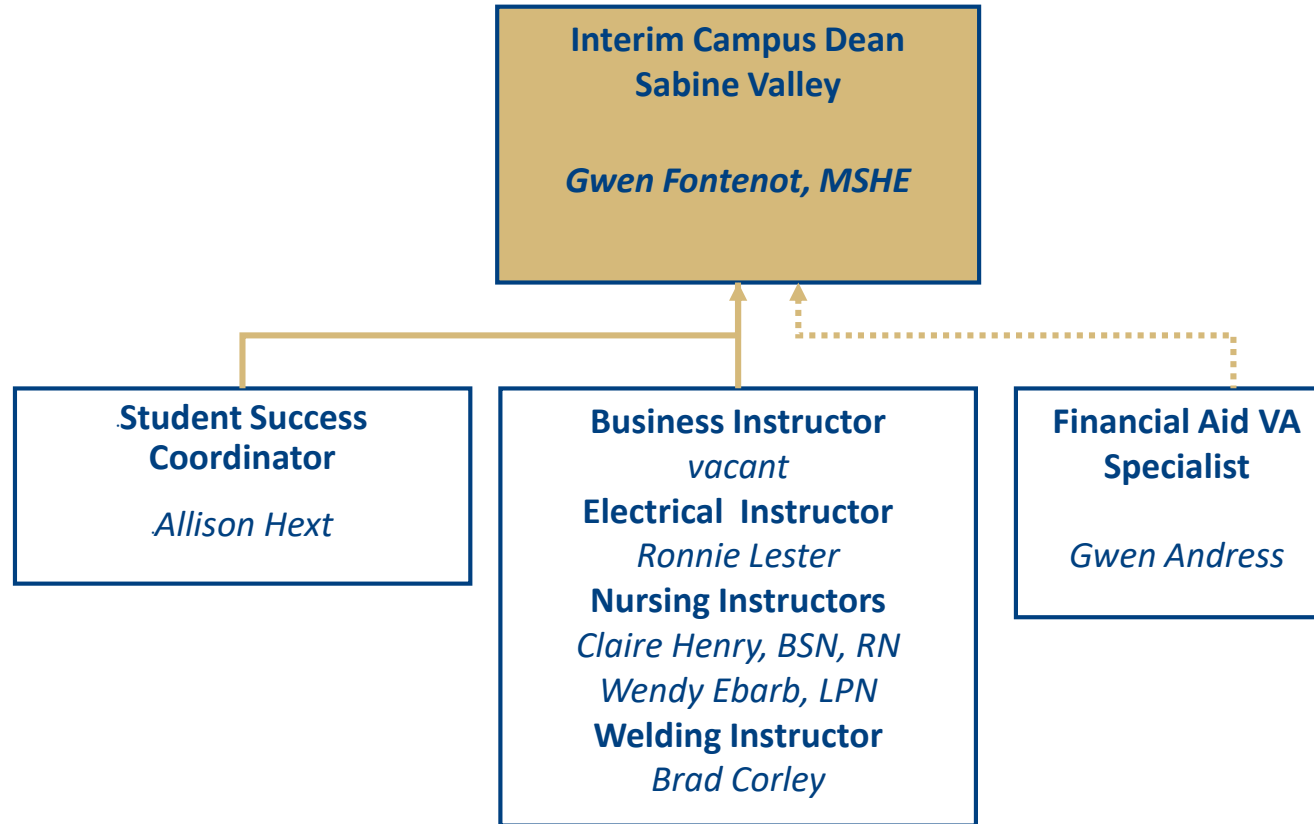 Interim Campus Dean
Sabine Valley
Gwen Fontenot, MSHE
Student Success
Coordinator
Allison Hext
Business Instructor
vacant
Electrical Instructor
Ronnie Lester
Nursing Instructors
Claire Henry, BSN, RN
Wendy Ebarb, LPN
Welding Instructor
Brad Corley
Financial Aid VA
Specialist
Gwen Andress